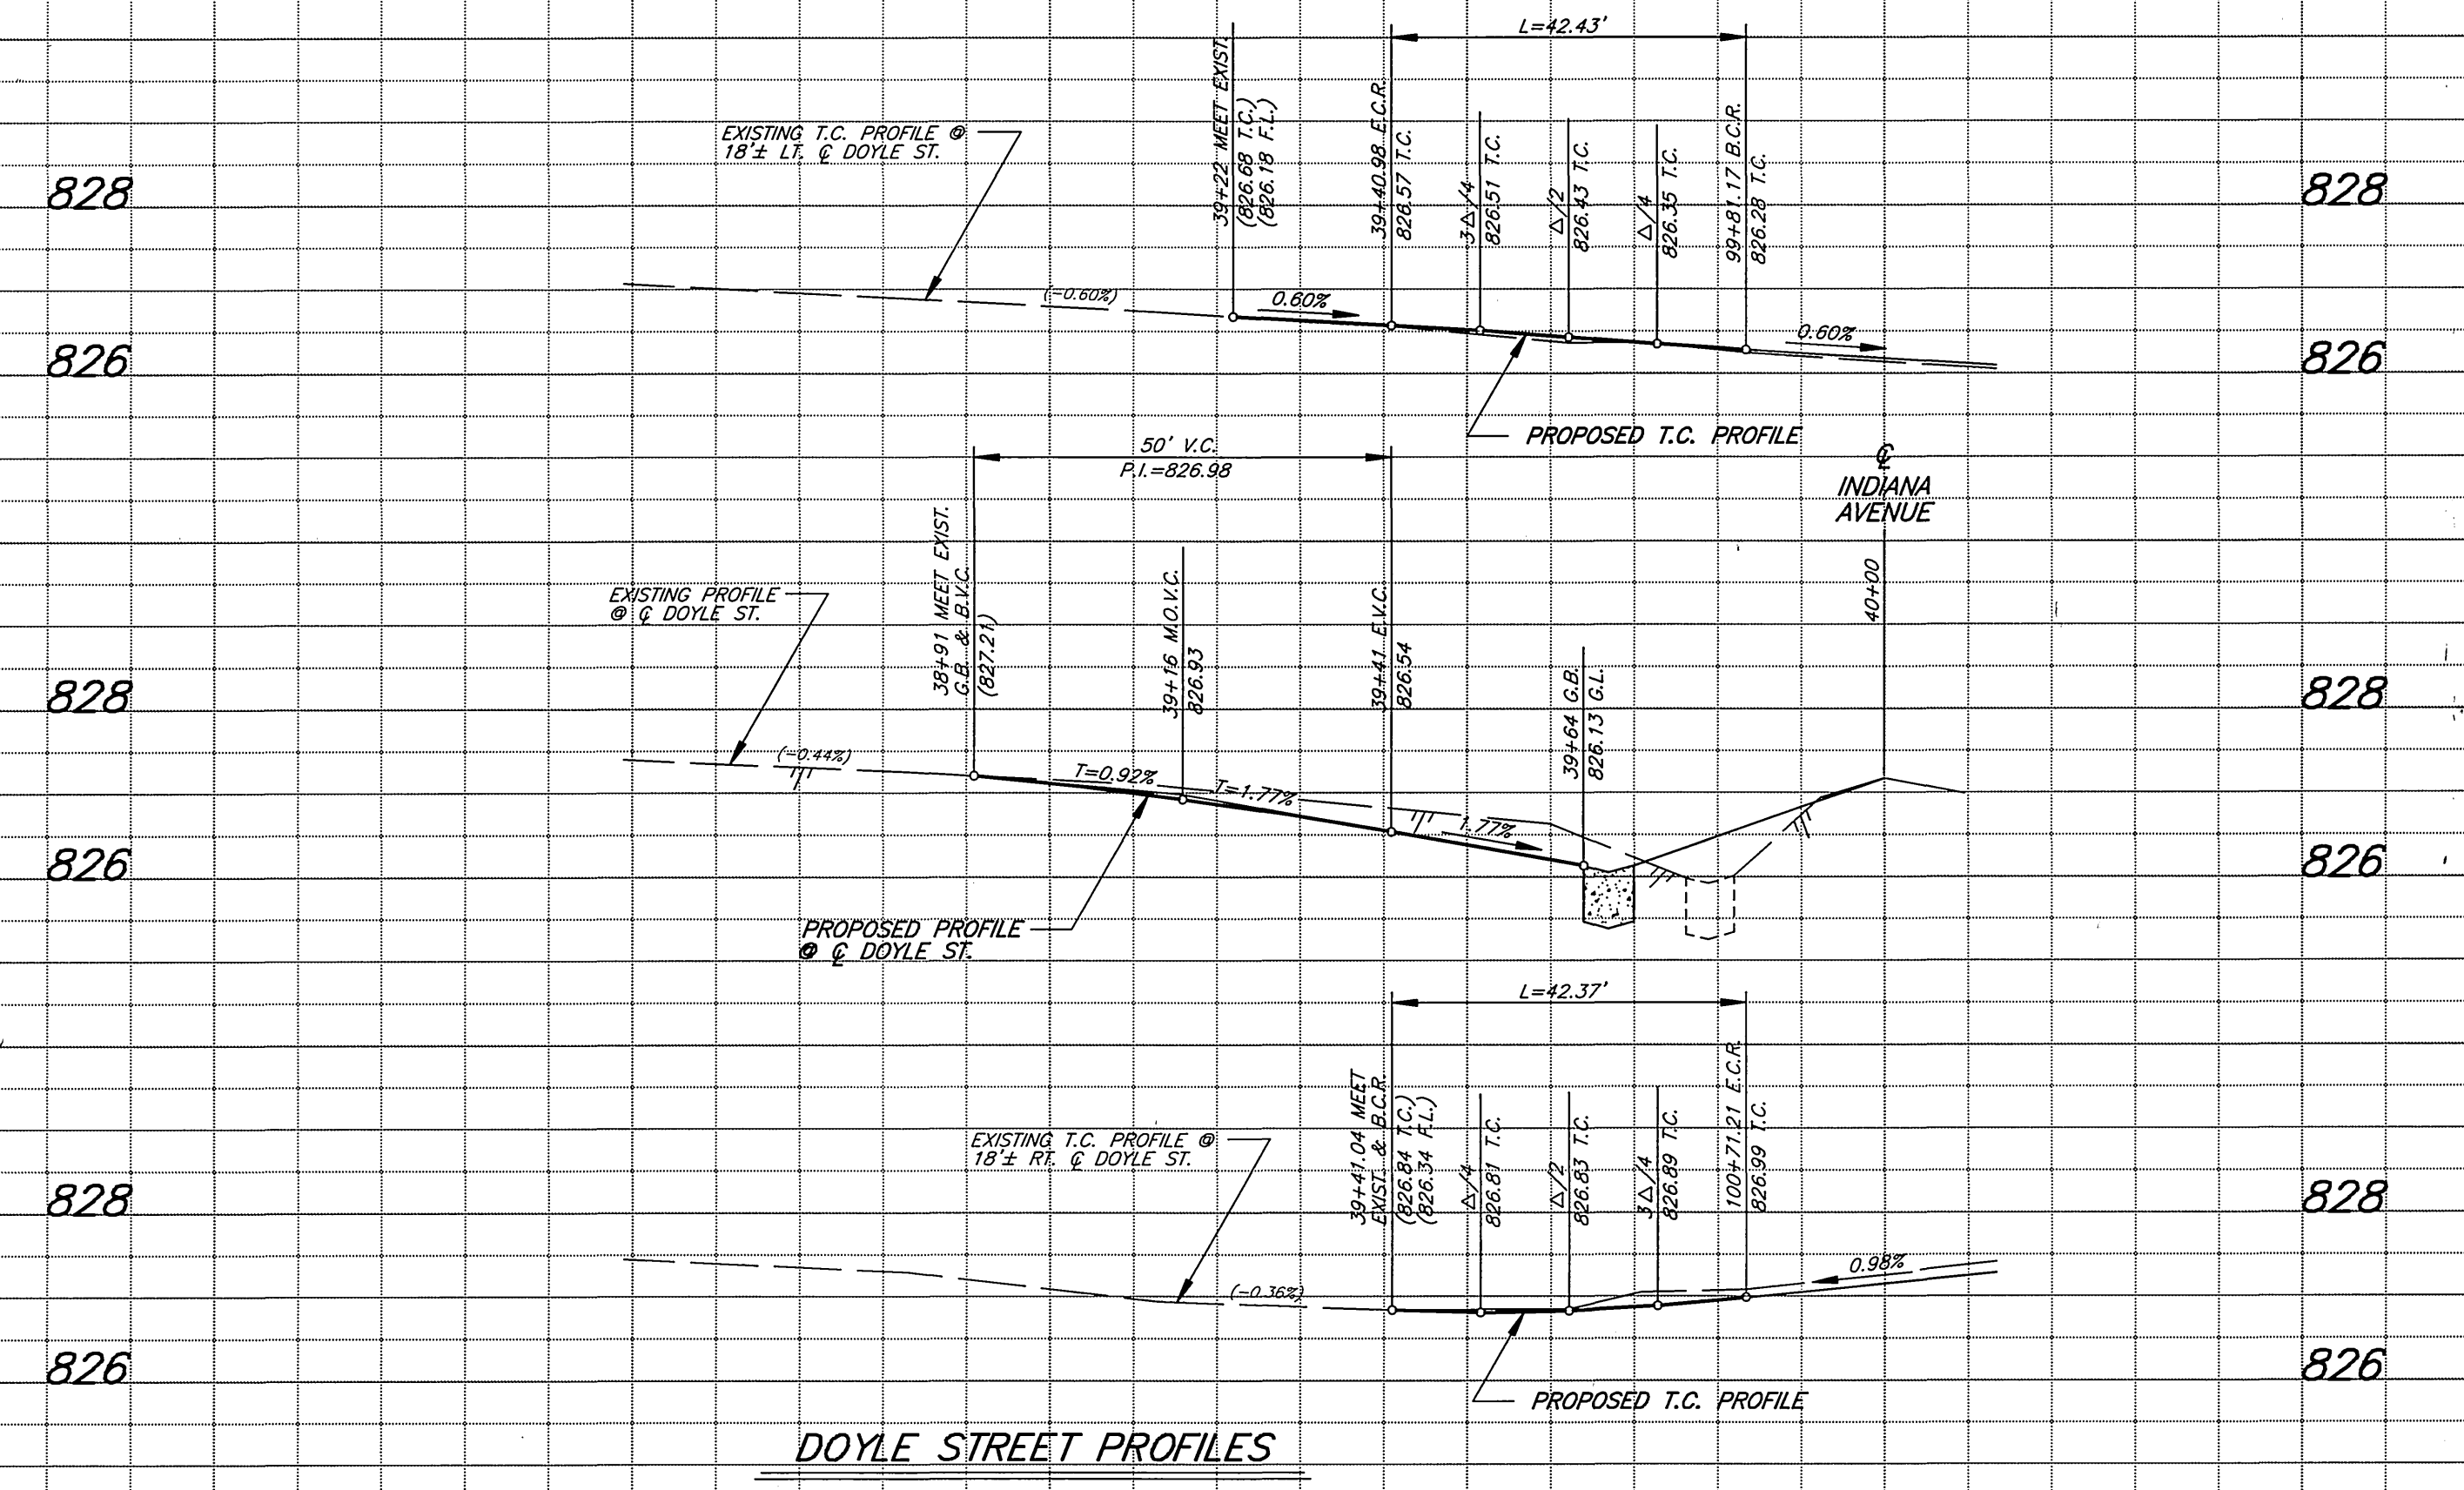 L=42.43'
EXISTING T.C. PROFILE @
18'± LT. ℄ DOYLE ST.
39+22 MEET EXIST.
(826.68 T.C.)
(826.18 F.L.)
39+40.98 E.C.R.
826.57 T.C.
3△/4
826.51 T.C.
△/2
826.43 T.C.
△/4
826.35 T.C.
99+81.17 B.C.R.
826.28 T.C.
828
828
(-0.60%)
0.60%
0.60%
826
826
PROPOSED T.C. PROFILE
50' V.C.
P.I.=826.98
℄
INDIANA
AVENUE
40+00
EXISTING PROFILE
@ ℄ DOYLE ST.
38+91 MEET EXIST.
G.B. & B.V.C.
(827.21)
39+16 M.O.V.C.
826.93
39+41 E.V.C.
826.54
39+64 G.B.
826.13 G.L.
828
828
(-0.44%)
T=0.92%
T=1.77%
1.77%
826
826
PROPOSED PROFILE
@ ℄ DOYLE ST.
L=42.37'
EXISTING T.C. PROFILE @
18'± RT. ℄ DOYLE ST.
39+41.04 MEET
EXIST. & B.C.R.
(826.84 T.C.)
(826.34 F.L.)
△/4
826.81 T.C.
△/2
826.83 T.C.
3△/4
826.89 T.C.
100+71.21 E.C.R.
826.99 T.C.
828
828
(-0.36%)
0.98%
826
826
PROPOSED T.C. PROFILE
DOYLE STREET PROFILES